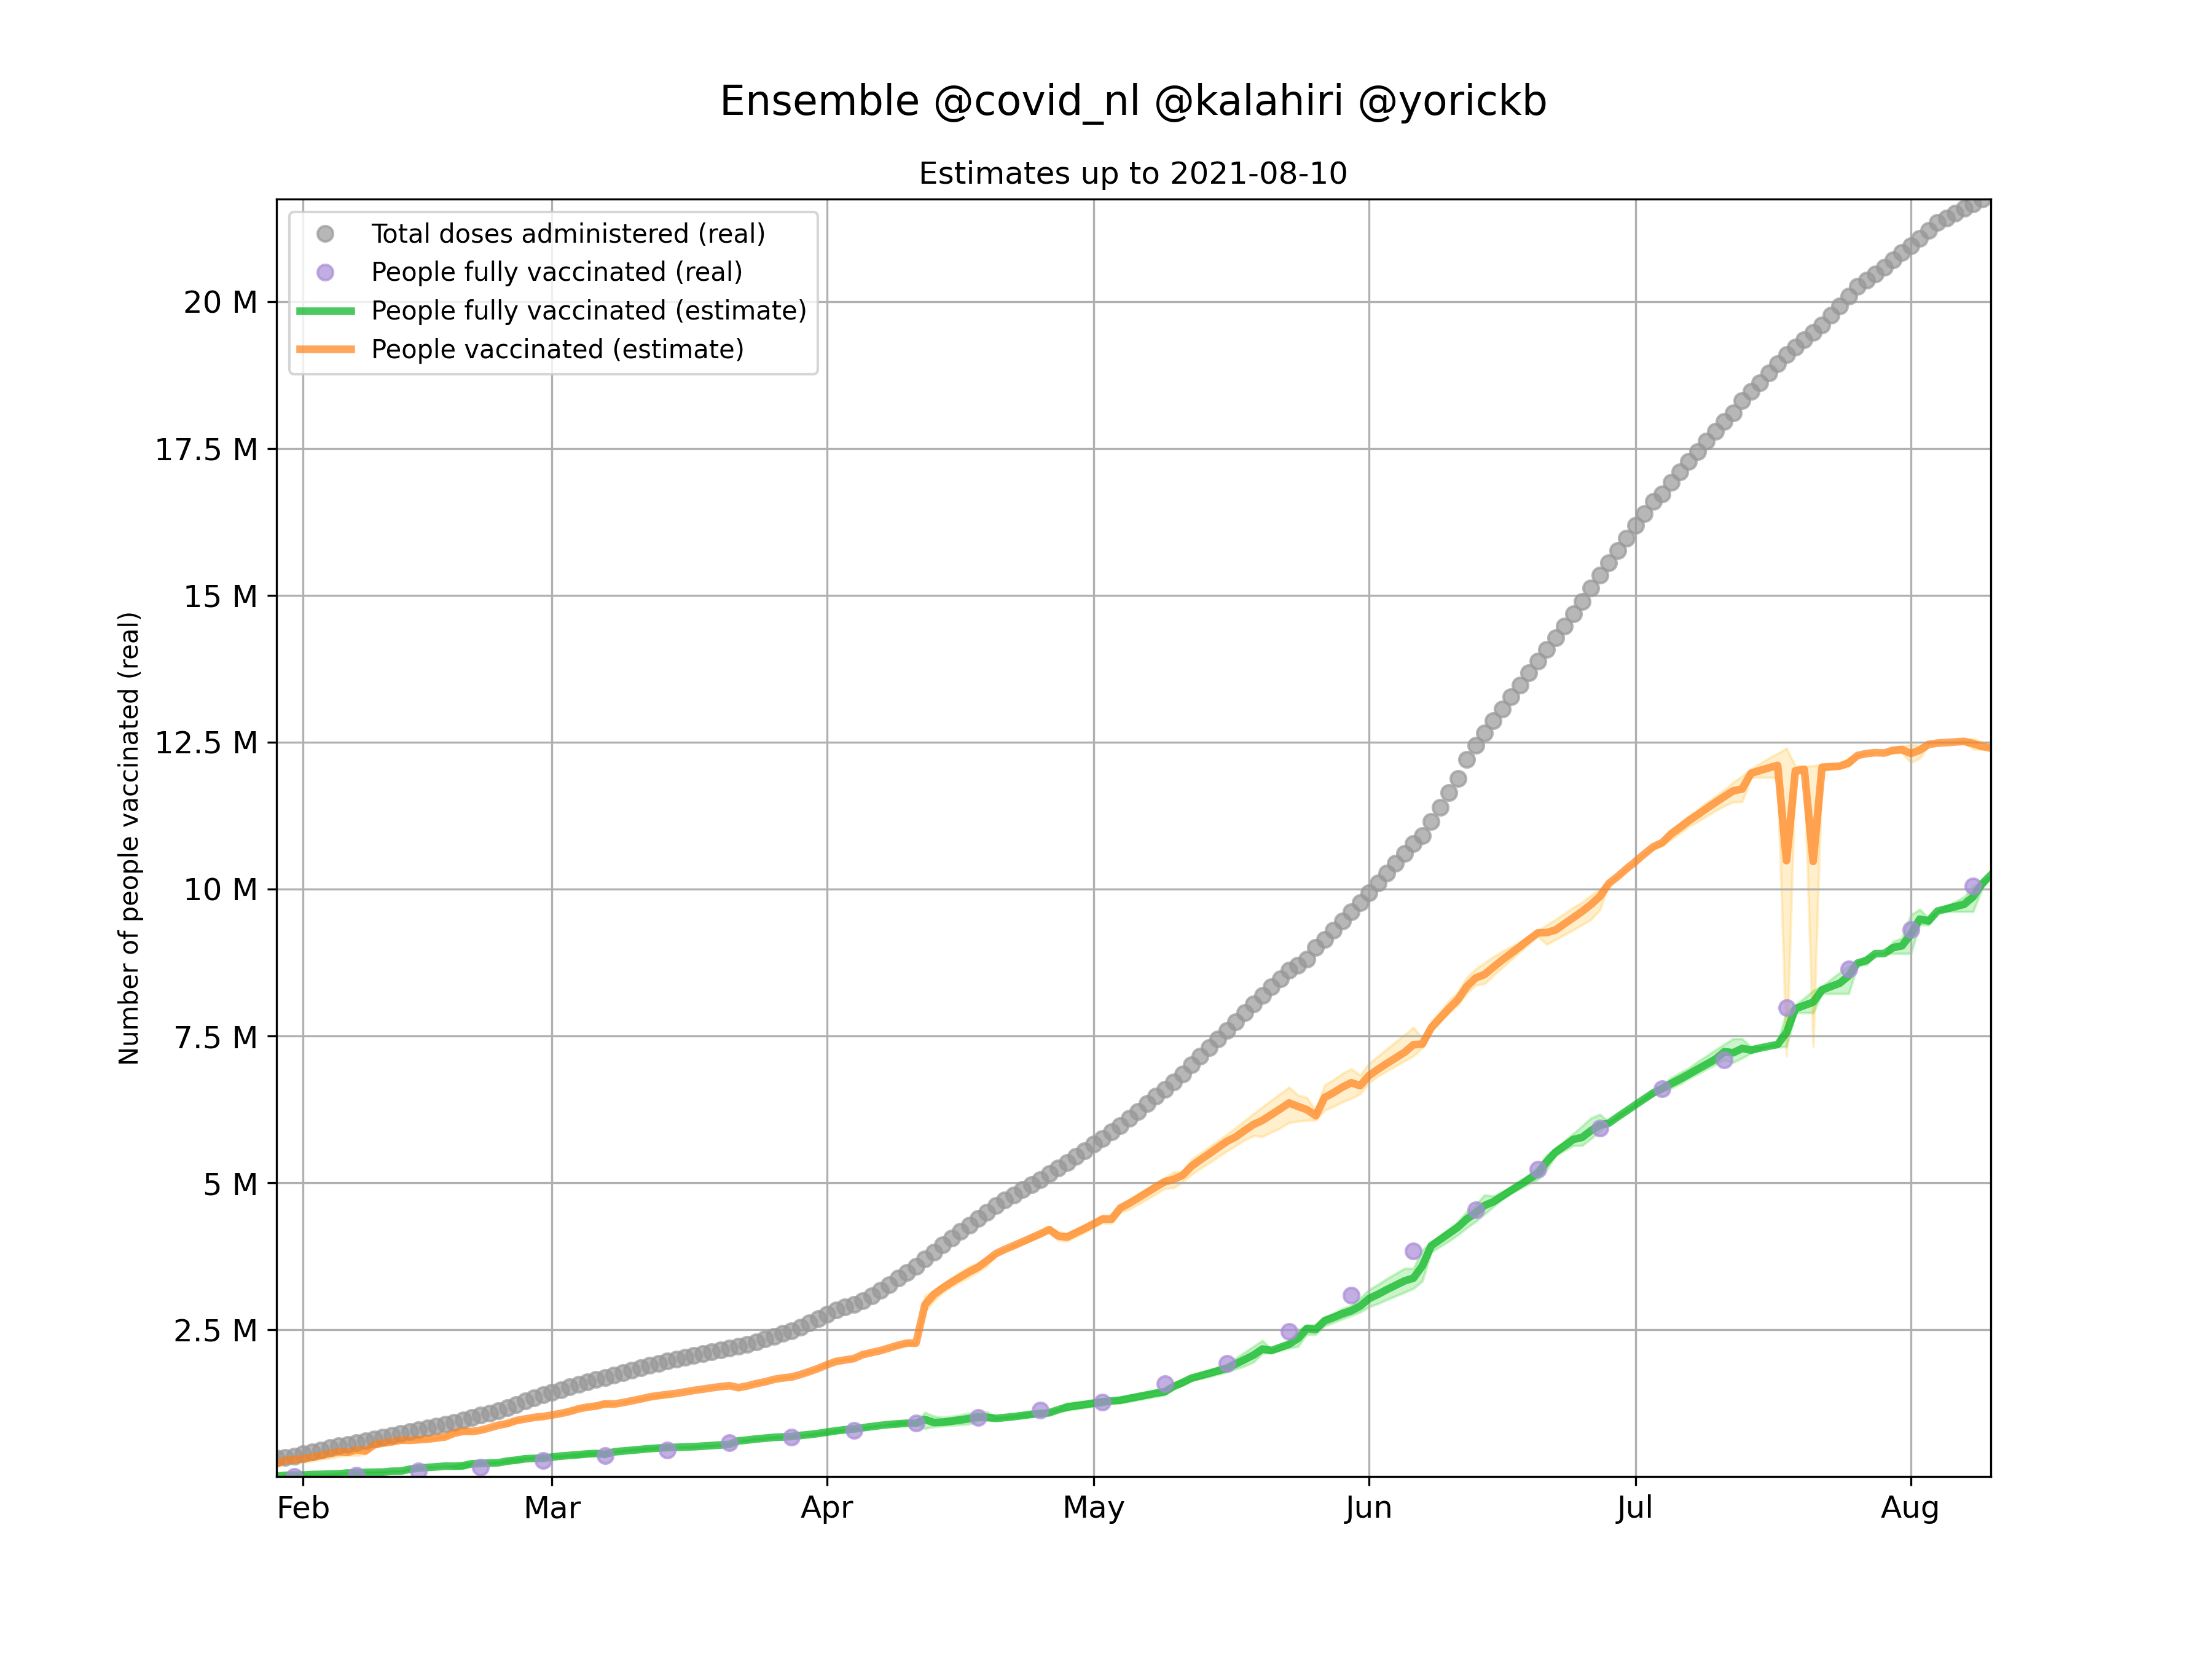 Ensemble @covid_nl @kalahiri @yorickb
Estimates up to 2021-08-10
Total doses administered (real)
People fully vaccinated (real)
People fully vaccinated (estimate)
People vaccinated (estimate)
Number of people vaccinated (real)
20 M
17.5 M
15 M
12.5 M
10 M
7.5 M
5 M
2.5 M
Feb Mar Apr May Jun Jul Aug